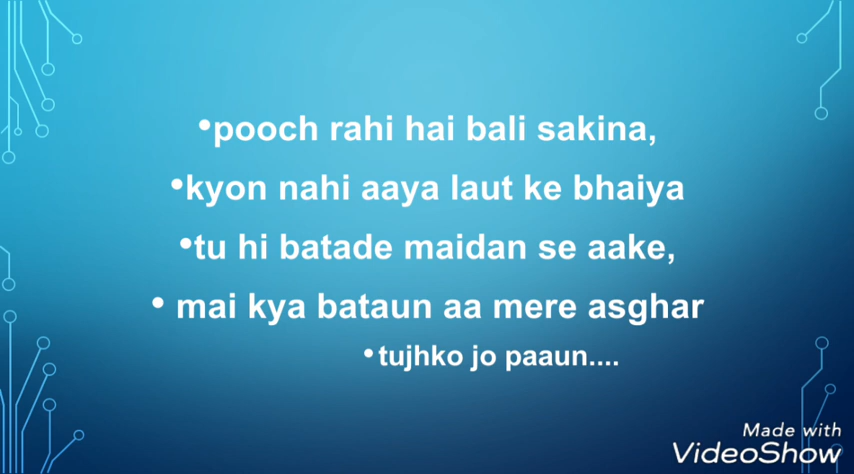 •pooch rahi hai bali sakina,
•kyon nahi aaya laut ke bhaiya
•tu hi batade maidan se aake,
• mai kya bataun aa mere asghar
•tujhko jo paaun....
Made with
VideoShow